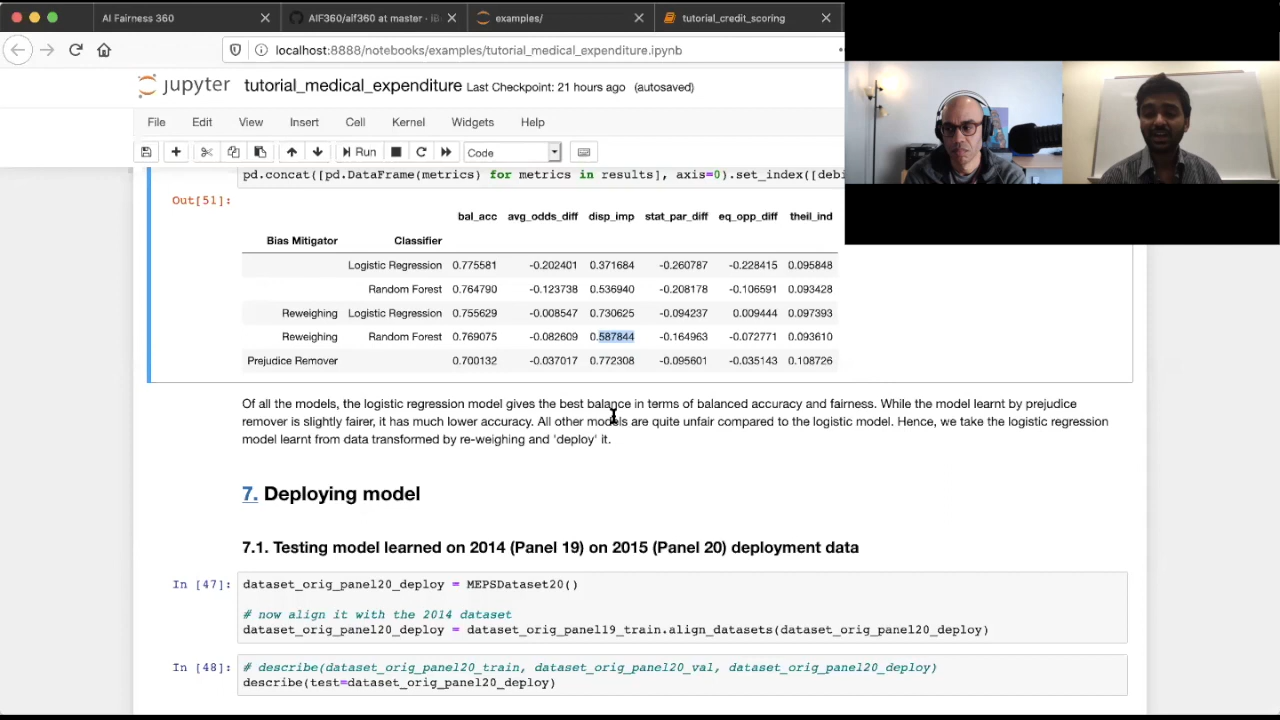 AI Fairness 360
AIF360/aif360 at master · IB
examples/
tutorial_credit_scoring
localhost:8888/notebooks/examples/tutorial_medical_expenditure.ipynb
jupyter tutorial_medical_expenditure Last Checkpoint: 21 hours ago (autosaved)
File Edit View Insert Cell Kernel Widgets Help
Run Code
pd.concat([pd.DataFrame(metrics) for metrics in results], axis=0).set_index([debi
Out[51]:
bal_acc avg_odds_diff disp_imp stat_par_diff eq_opp_diff theil_ind
Bias Mitigator Classifier
Logistic Regression 0.775581 -0.202401 0.371684 -0.260787 -0.228415 0.095848
Random Forest 0.764790 -0.123738 0.536940 -0.208178 -0.106591 0.093428
Reweighing Logistic Regression 0.755629 -0.008547 0.730625 -0.094237 0.009444 0.097393
Reweighing Random Forest 0.769075 -0.082609 0.587844 -0.164963 -0.072771 0.093610
Prejudice Remover 0.700132 -0.037017 0.772308 -0.095601 -0.035143 0.108726
Of all the models, the logistic regression model gives the best balance in terms of balanced accuracy and fairness. While the model learnt by prejudice
remover is slightly fairer, it has much lower accuracy. All other models are quite unfair compared to the logistic model. Hence, we take the logistic regression
model learnt from data transformed by re-weighing and 'deploy' it.
7. Deploying model
7.1. Testing model learned on 2014 (Panel 19) on 2015 (Panel 20) deployment data
In [47]: dataset_orig_panel20_deploy = MEPSDataset20()
# now align it with the 2014 dataset
dataset_orig_panel20_deploy = dataset_orig_panel19_train.align_datasets(dataset_orig_panel20_deploy)
In [48]: # describe(dataset_orig_panel20_train, dataset_orig_panel20_val, dataset_orig_panel20_deploy)
describe(test=dataset_orig_panel20_deploy)